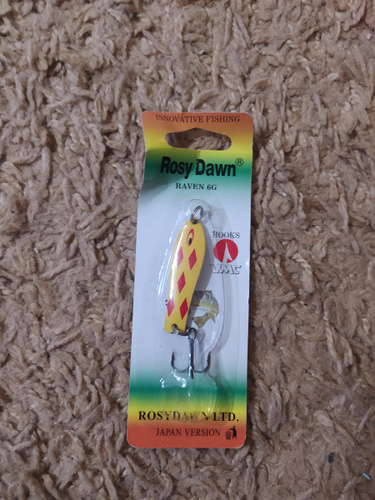 INNOVATIVE FISHING
Rosy Dawn®
RAVEN 6G
HOOKS
VMC
ROSYDAWN LTD.
JAPAN VERSION